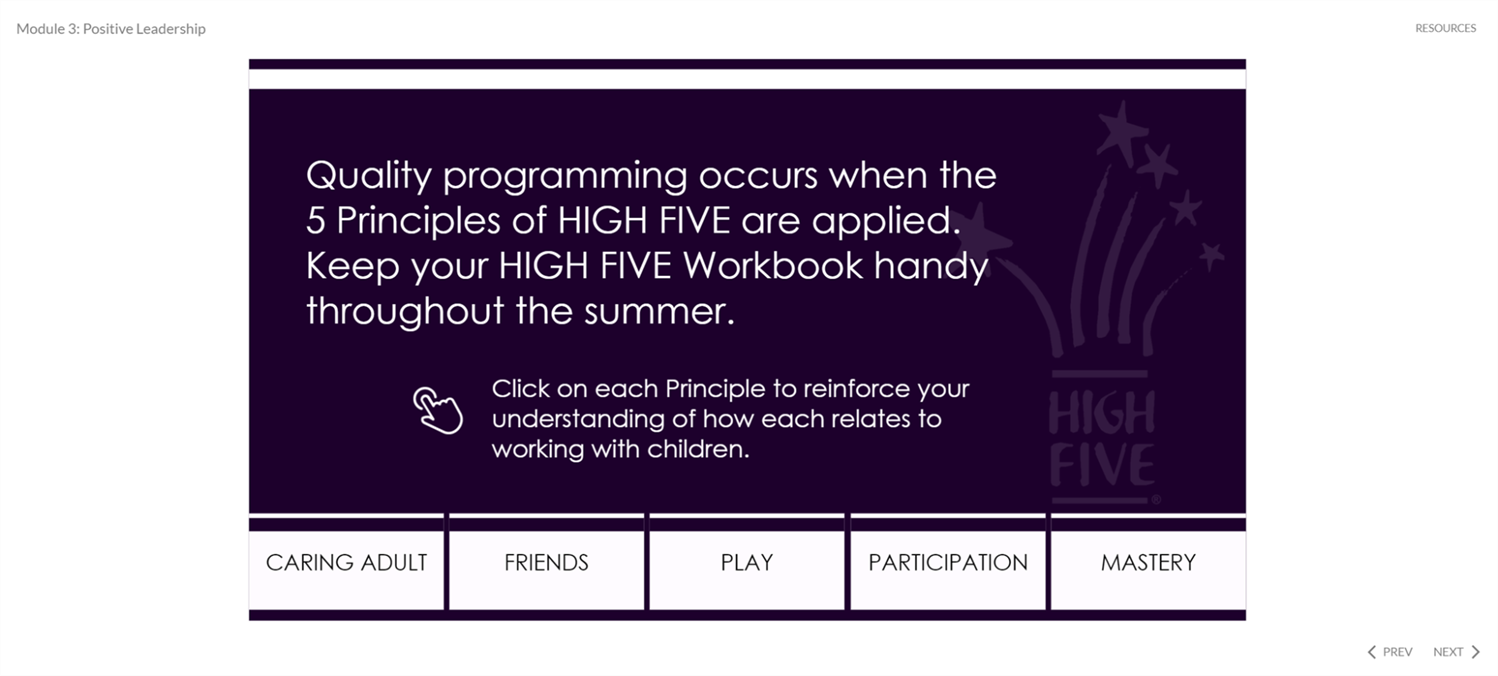 Module 3: Positive Leadership
RESOURCES
Quality programming occurs when the
5 Principles of HIGH FIVE are applied.
Keep your HIGH FIVE Workbook handy
throughout the summer.
Click on each Principle to reinforce your
understanding of how each relates to
working with children.
HIGH
FIVE
®
CARING ADULT
FRIENDS
PLAY
PARTICIPATION
MASTERY
PREV
NEXT